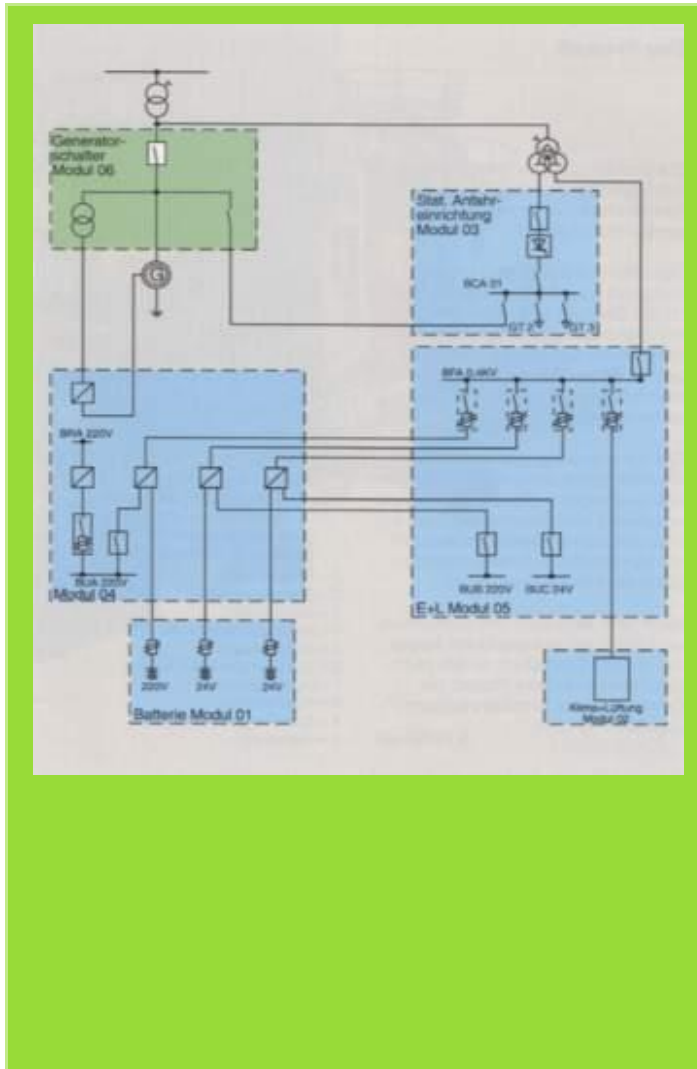 Generator-
schalter
Modul 06
G
Stat. Anfahr-
einrichtung
Modul 03
BCA 01
GT 2
GT 3
BFA 0.4KV
BRA 220V
BUA 220V
Modul 04
BUB 220V
BUC 24V
E+L Modul 05
220V
24V
24V
Batterie Modul 01
Klima+Lüftung
Modul 02